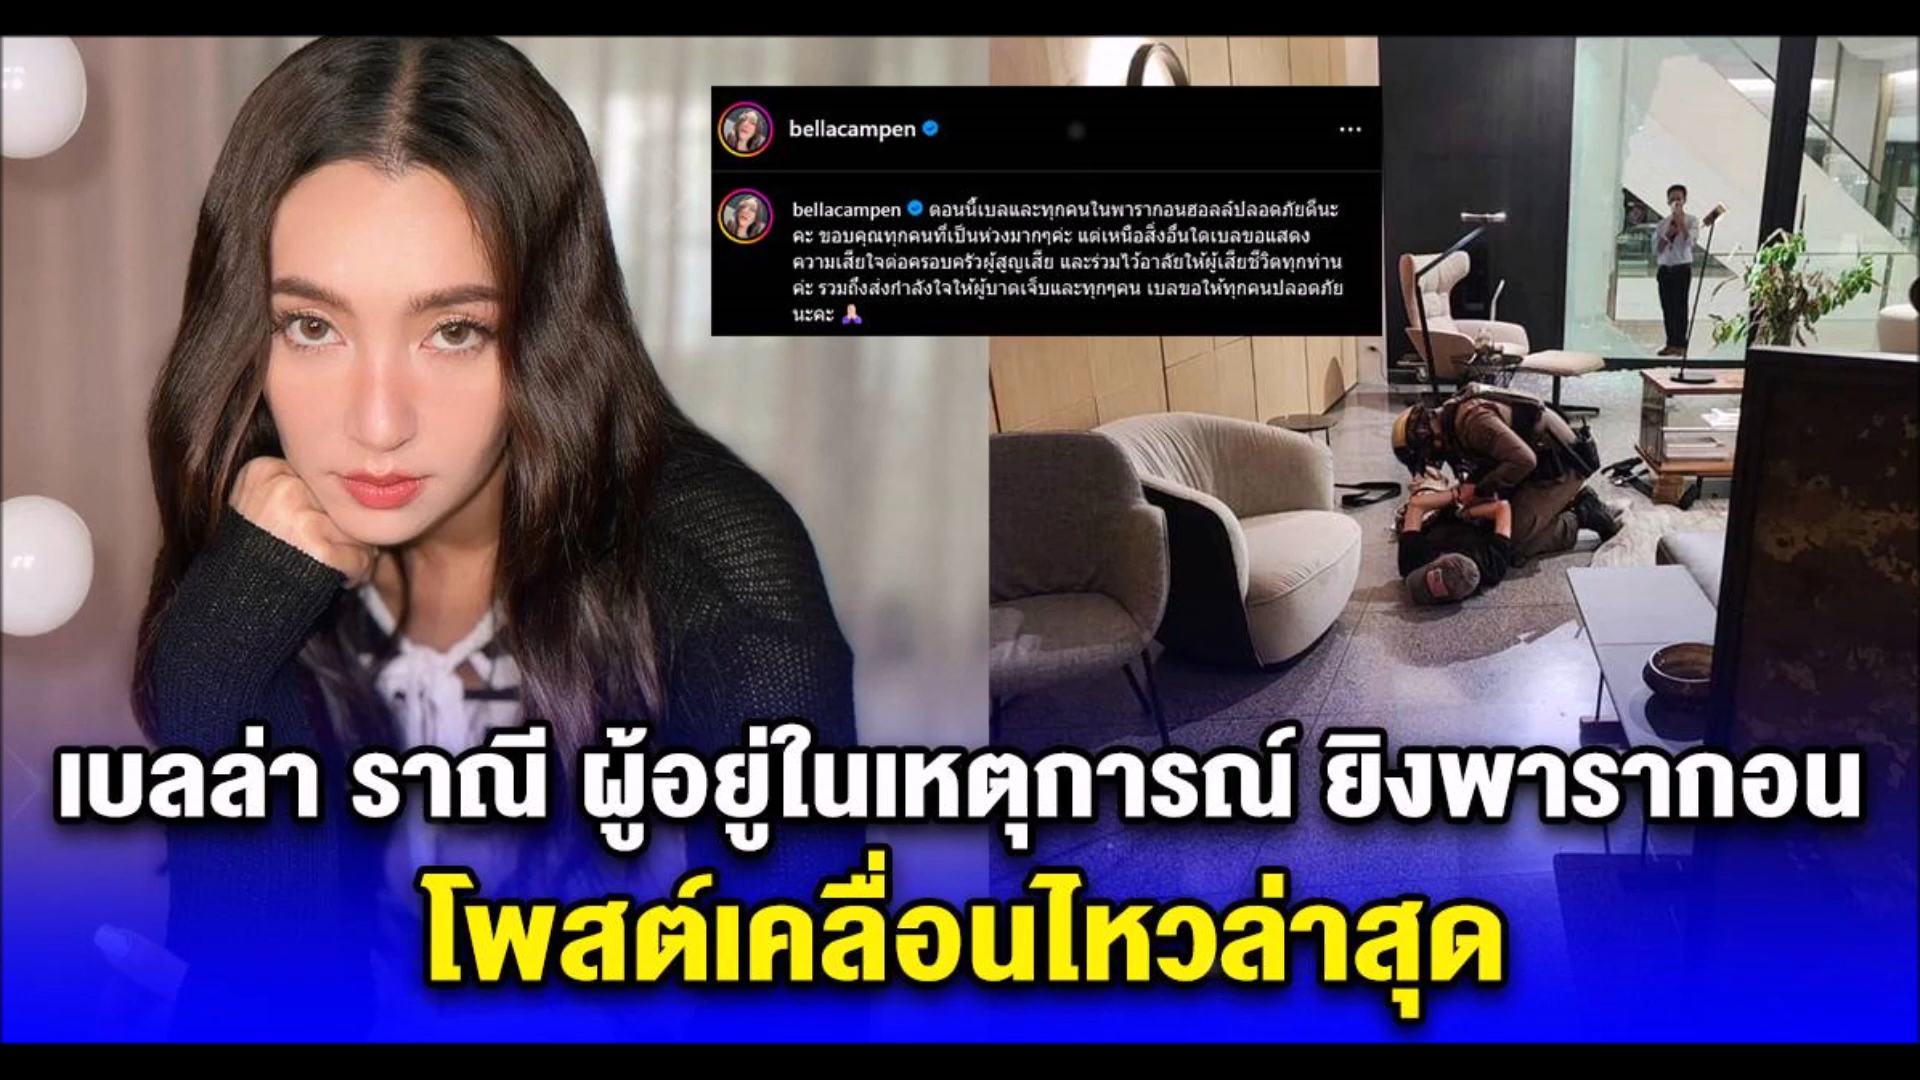 bellacampen
bellacampen ตอนนี้เบลและทุกคนในพารากอนฮอลล์ปลอดภัยดีนะ
คะ ขอบคุณทุกคนที่เป็นห่วงมากๆค่ะ แต่เหนือสิ่งอื่นใดเบลขอแสดง
ความเสียใจต่อครอบครัวผู้สูญเสีย และร่วมไว้อาลัยให้ผู้เสียชีวิตทุกท่าน
ค่ะ รวมถึงส่งกำลังใจให้ผู้บาดเจ็บและทุกๆคน เบลขอให้ทุกคนปลอดภัย
นะคะ 🙏🏻
เบลล่า ราณี ผู้อยู่ในเหตุการณ์ ยิงพารากอน
โพสต์เคลื่อนไหวล่าสุด